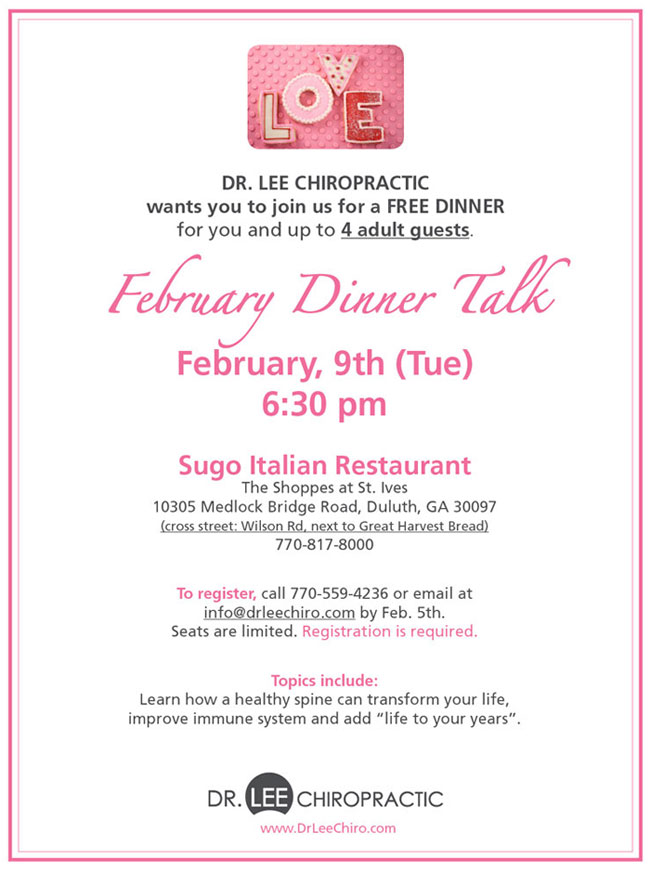 LOVE
DR. LEE CHIROPRACTIC
wants you to join us for a FREE DINNER
for you and up to 4 adult guests.
February Dinner Talk
February, 9th (Tue)
6:30 pm
Sugo Italian Restaurant
The Shoppes at St. Ives
10305 Medlock Bridge Road, Duluth, GA 30097
(cross street: Wilson Rd, next to Great Harvest Bread)
770-817-8000
To register, call 770-559-4236 or email at
info@drleechiro.com by Feb. 5th.
Seats are limited. Registration is required.
Topics include:
Learn how a healthy spine can transform your life,
improve immune system and add “life to your years”.
DR. LEE CHIROPRACTIC
www.DrLeeChiro.com